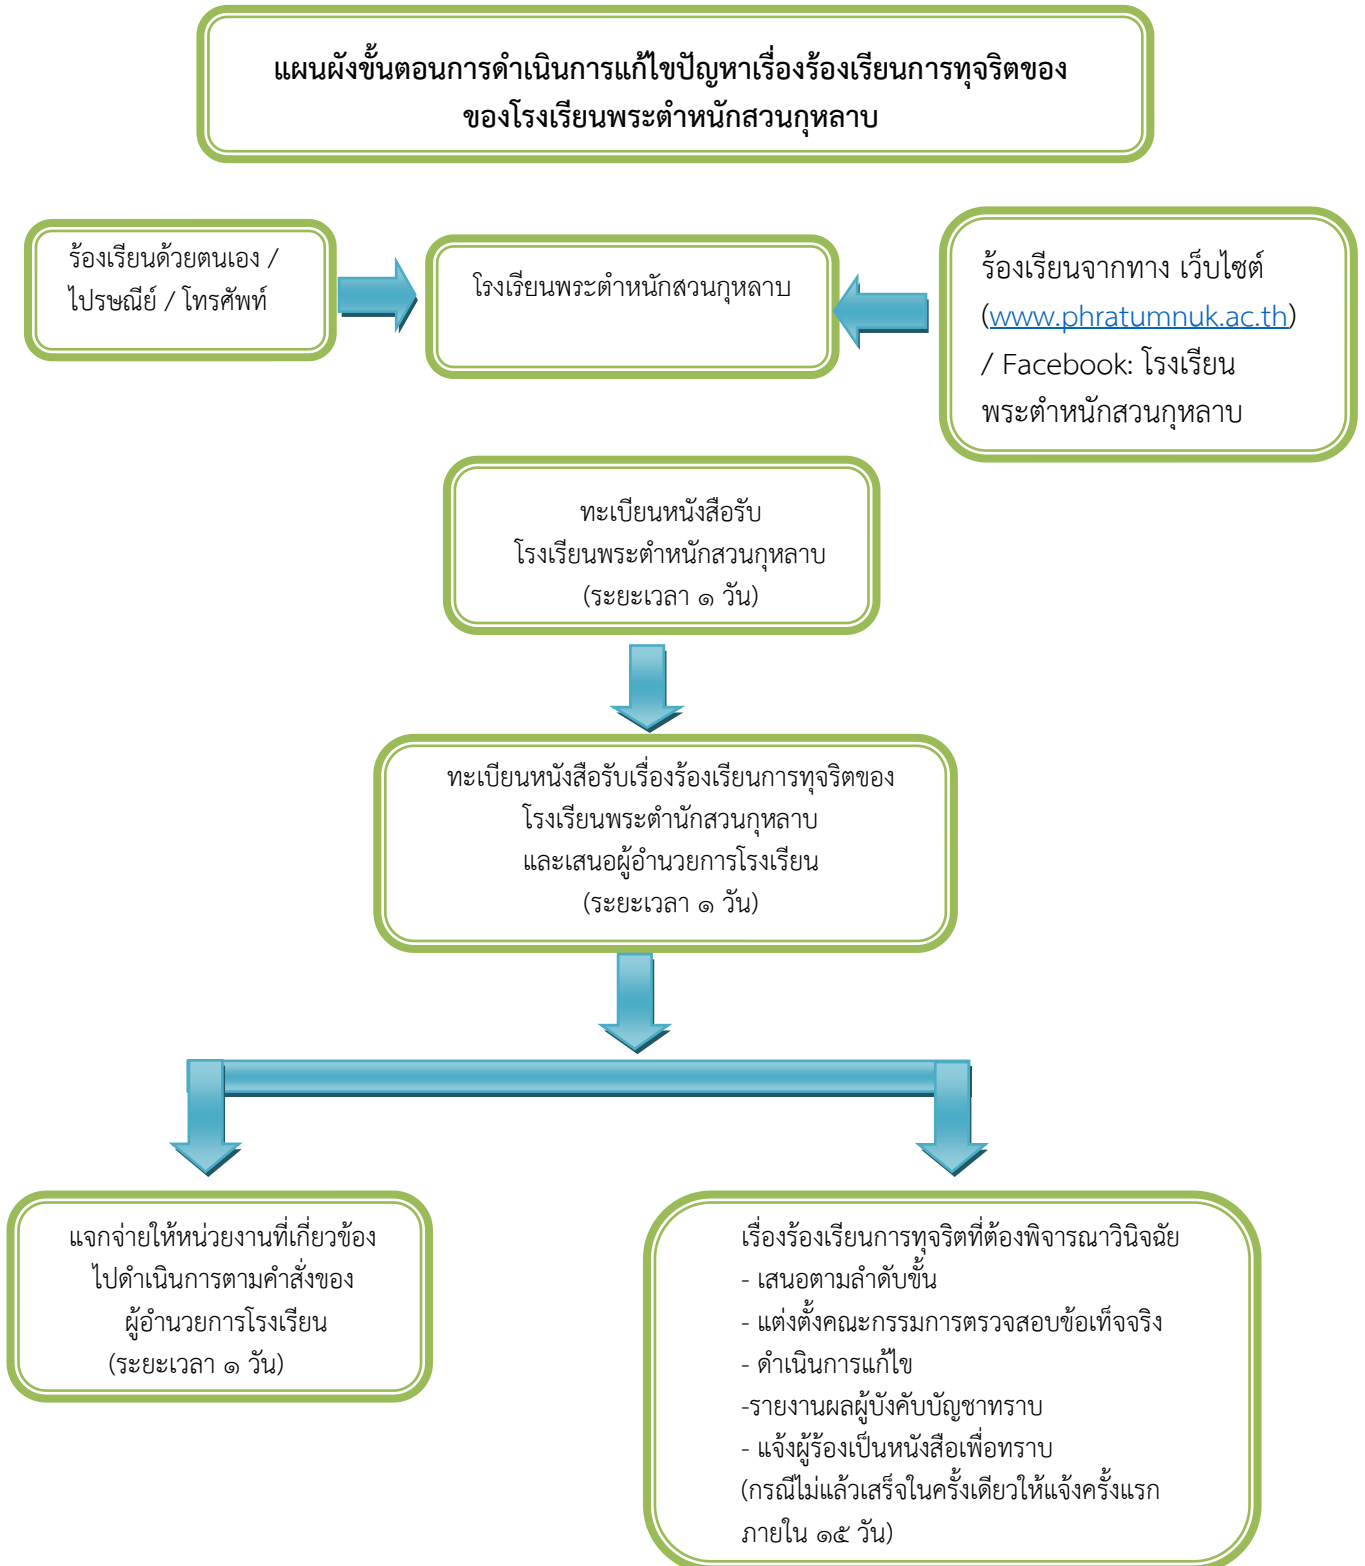 แผนผังขั้นตอนการดำเนินการแก้ไขปัญหาเรื่องร้องเรียนการทุจริตของ
ของโรงเรียนพระตำหนักสวนกุหลาบ
ร้องเรียนด้วยตนเอง /
ไปรษณีย์ / โทรศัพท์
โรงเรียนพระตำหนักสวนกุหลาบ
ร้องเรียนจากทาง เว็บไซต์
(www.phratumnuk.ac.th)
/ Facebook: โรงเรียน
พระตำหนักสวนกุหลาบ
ทะเบียนหนังสือรับ
โรงเรียนพระตำหนักสวนกุหลาบ
(ระยะเวลา ๑ วัน)
ทะเบียนหนังสือรับเรื่องร้องเรียนการทุจริตของ
โรงเรียนพระตำนักสวนกุหลาบ
และเสนอผู้อำนวยการโรงเรียน
(ระยะเวลา ๑ วัน)
แจกจ่ายให้หน่วยงานที่เกี่ยวข้อง
ไปดำเนินการตามคำสั่งของ
ผู้อำนวยการโรงเรียน
(ระยะเวลา ๑ วัน)
เรื่องร้องเรียนการทุจริตที่ต้องพิจารณาวินิจฉัย
- เสนอตามลำดับขั้น
- แต่งตั้งคณะกรรมการตรวจสอบข้อเท็จจริง
- ดำเนินการแก้ไข
-รายงานผลผู้บังคับบัญชาทราบ
- แจ้งผู้ร้องเป็นหนังสือเพื่อทราบ
(กรณีไม่แล้วเสร็จในครั้งเดียวให้แจ้งครั้งแรก
ภายใน ๑๕ วัน)